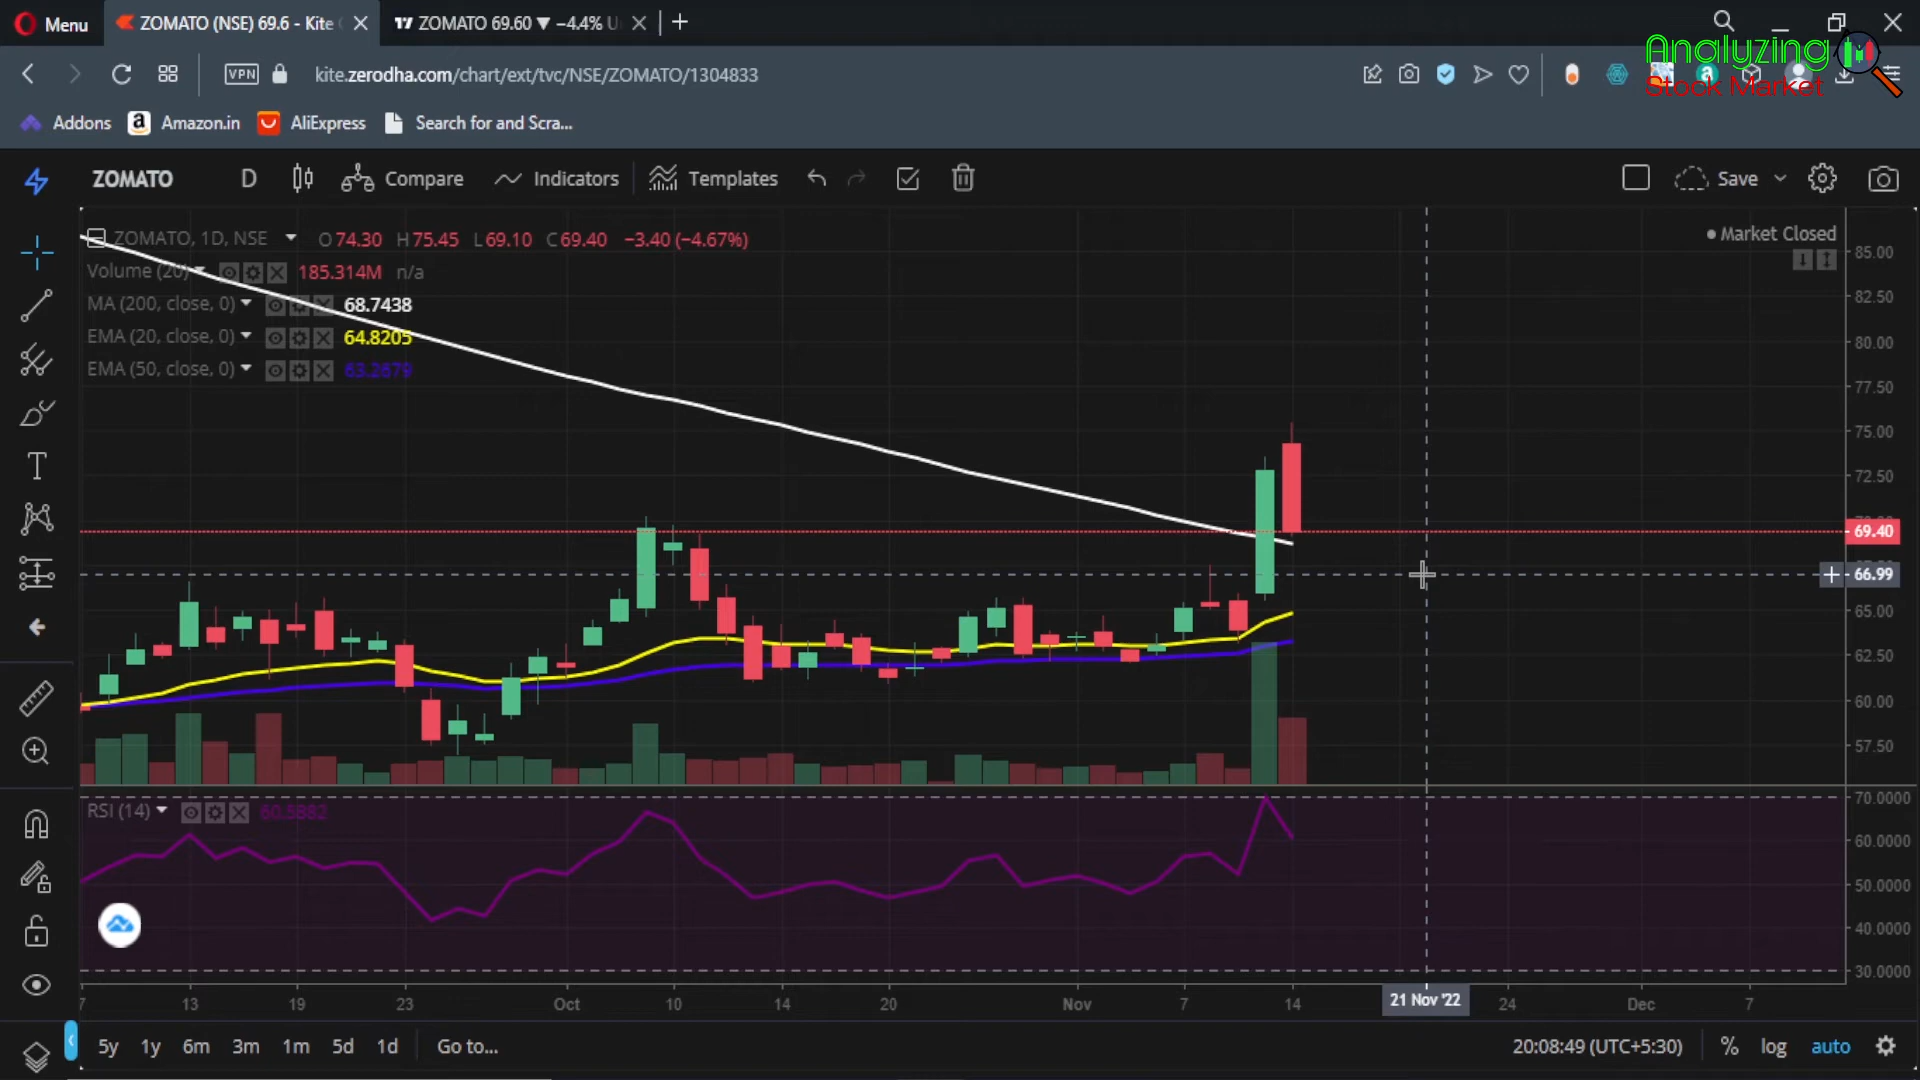 Menu
ZOMATO (NSE) 69.6 - Kite
ZOMATO 69.60 ▼ −4.4% U
VPN
kite.zerodha.com/chart/ext/tvc/NSE/ZOMATO/1304833
Analyzing
Stock Market
Addons
Amazon.in
AliExpress
Search for and Scra...
ZOMATO
D
Compare
Indicators
Templates
Save
ZOMATO, 1D, NSE
O 74.30 H 75.45 L 69.10 C 69.40 −3.40 (−4.67%)
Market Closed
Volume (20)
185.314M n/a
MA (200, close, 0)
68.7438
EMA (20, close, 0)
64.8205
EMA (50, close, 0)
63.2679
85.00
82.50
80.00
77.50
75.00
72.50
69.40
66.99
65.00
62.50
60.00
57.50
RSI (14)
60.5882
70.0000
60.0000
50.0000
40.0000
30.0000
7 13 19 23 Oct 10 14 20 Nov 7 14 21 Nov '22 24 Dec 7
5y 1y 6m 3m 1m 5d 1d Go to...
20:08:49 (UTC+5:30) % log auto